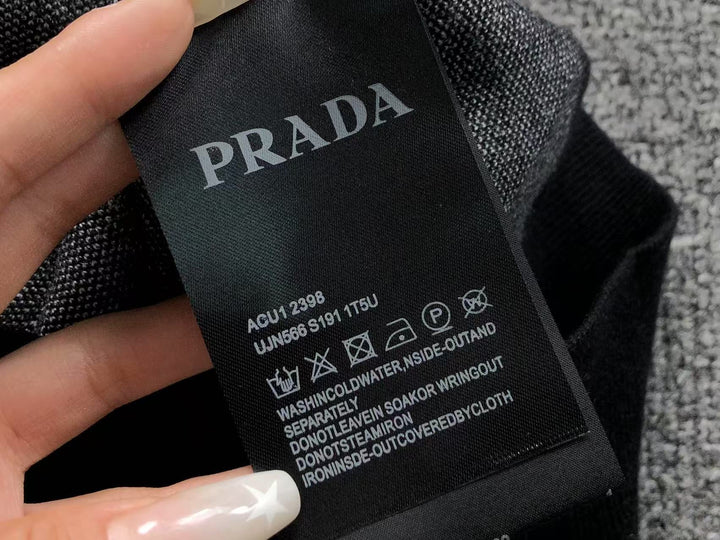 PRADA
ACU1 2398
UJN566 S191 1T5U
P
WASHINCOLDWATER,NSIDE-OUTAND
SEPARATELY
DONOTLEAVEIN SOAKOR WRINGOUT
DONOTSTEAMIRON
IRONINSDE-OUTCOVEREDBYCLOTH